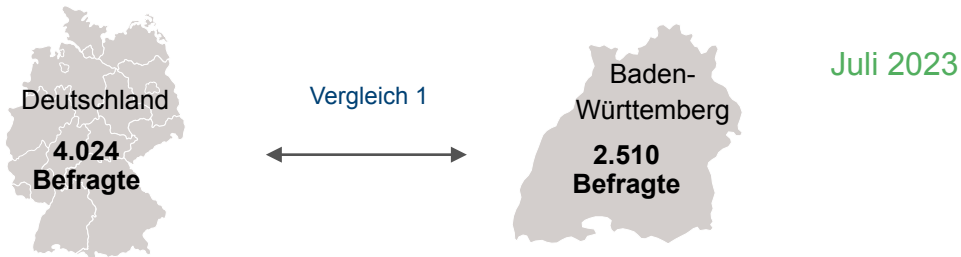 Deutschland
4.024
Befragte
Vergleich 1
Baden-
Württemberg
2.510
Befragte
Juli 2023